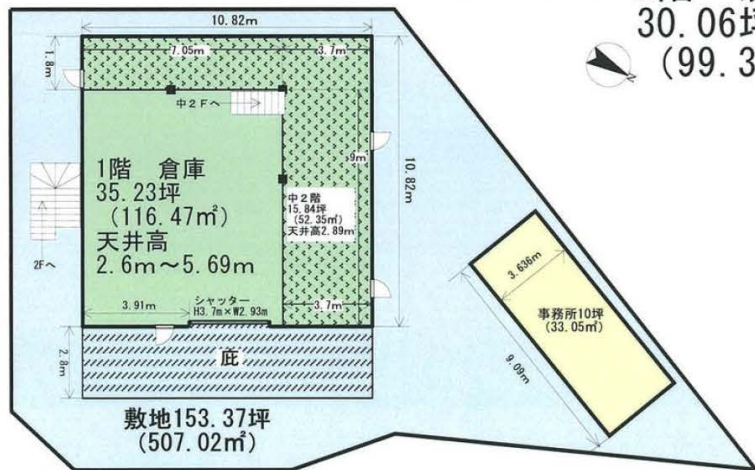 30.06坪
(99.3
N
10.82m
7.05m
3.7m
1.8m
中2Fへ
9m
10.82m
1階 倉庫
35.23坪
(116.47㎡)
天井高
2.6m～5.69m
中2階
15.84坪
(52.35㎡)
天井高2.89m
2Fへ
3.91m
シャッター
H3.7m×W2.93m
3.7m
2.8m
庇
3.636m
事務所10坪
(33.05㎡)
9.09m
敷地153.37坪
(507.02㎡)